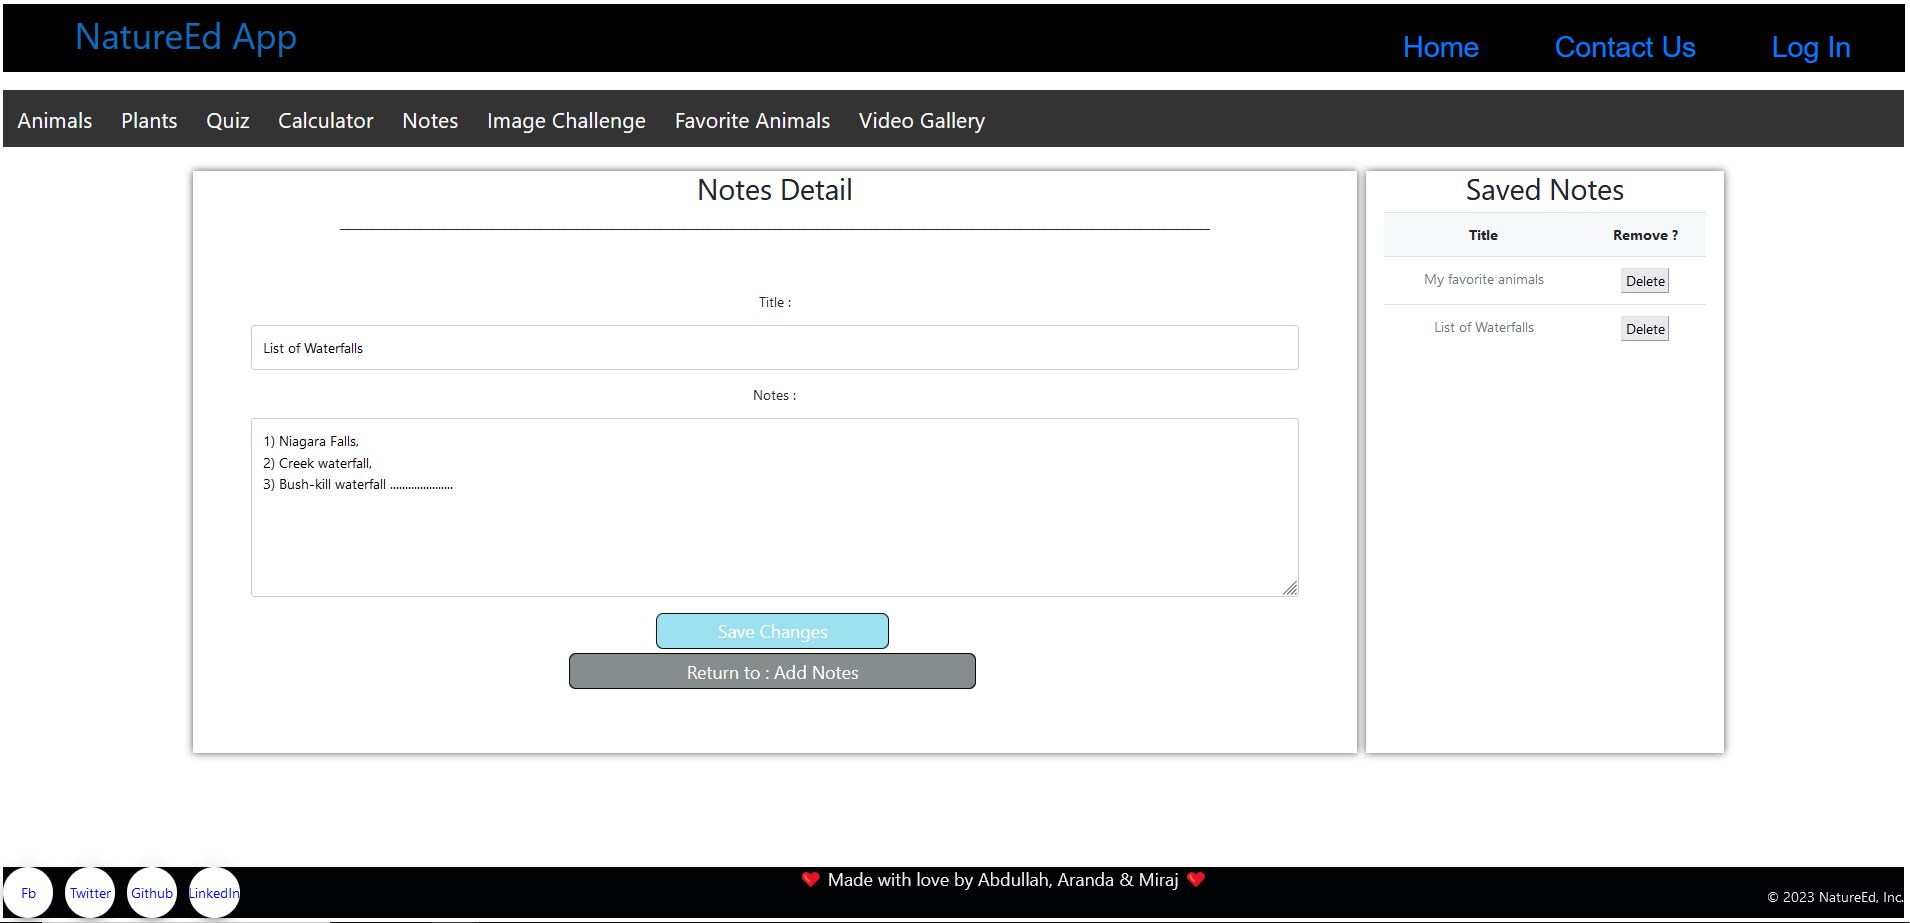 NatureEd App
Home Contact Us Log In
Animals Plants Quiz Calculator Notes Image Challenge Favorite Animals Video Gallery
Notes Detail
Title :
List of Waterfalls
Notes :
1) Niagara Falls,
2) Creek waterfall,
3) Bush-kill waterfall .....................
Save Changes
Return to : Add Notes
Saved Notes
Title Remove ?
My favorite animals Delete
List of Waterfalls Delete
Fb Twitter Github LinkedIn
❤ Made with love by Abdullah, Aranda & Miraj ❤
© 2023 NatureEd, Inc.